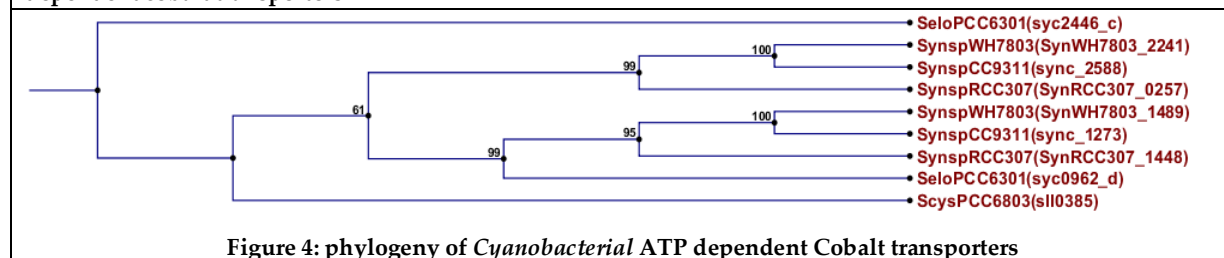 SeloPCC6301(syc2446_c)
SynspWH7803(SynWH7803_2241)
100
SynspCC9311(sync_2588)
99
SynspRCC307(SynRCC307_0257)
SynspWH7803(SynWH7803_1489)
61
100
SynspCC9311(sync_1273)
95
SynspRCC307(SynRCC307_1448)
99
SeloPCC6301(syc0962_d)
ScysPCC6803(sll0385)
Figure 4: phylogeny of Cyanobacterial ATP dependent Cobalt transporters